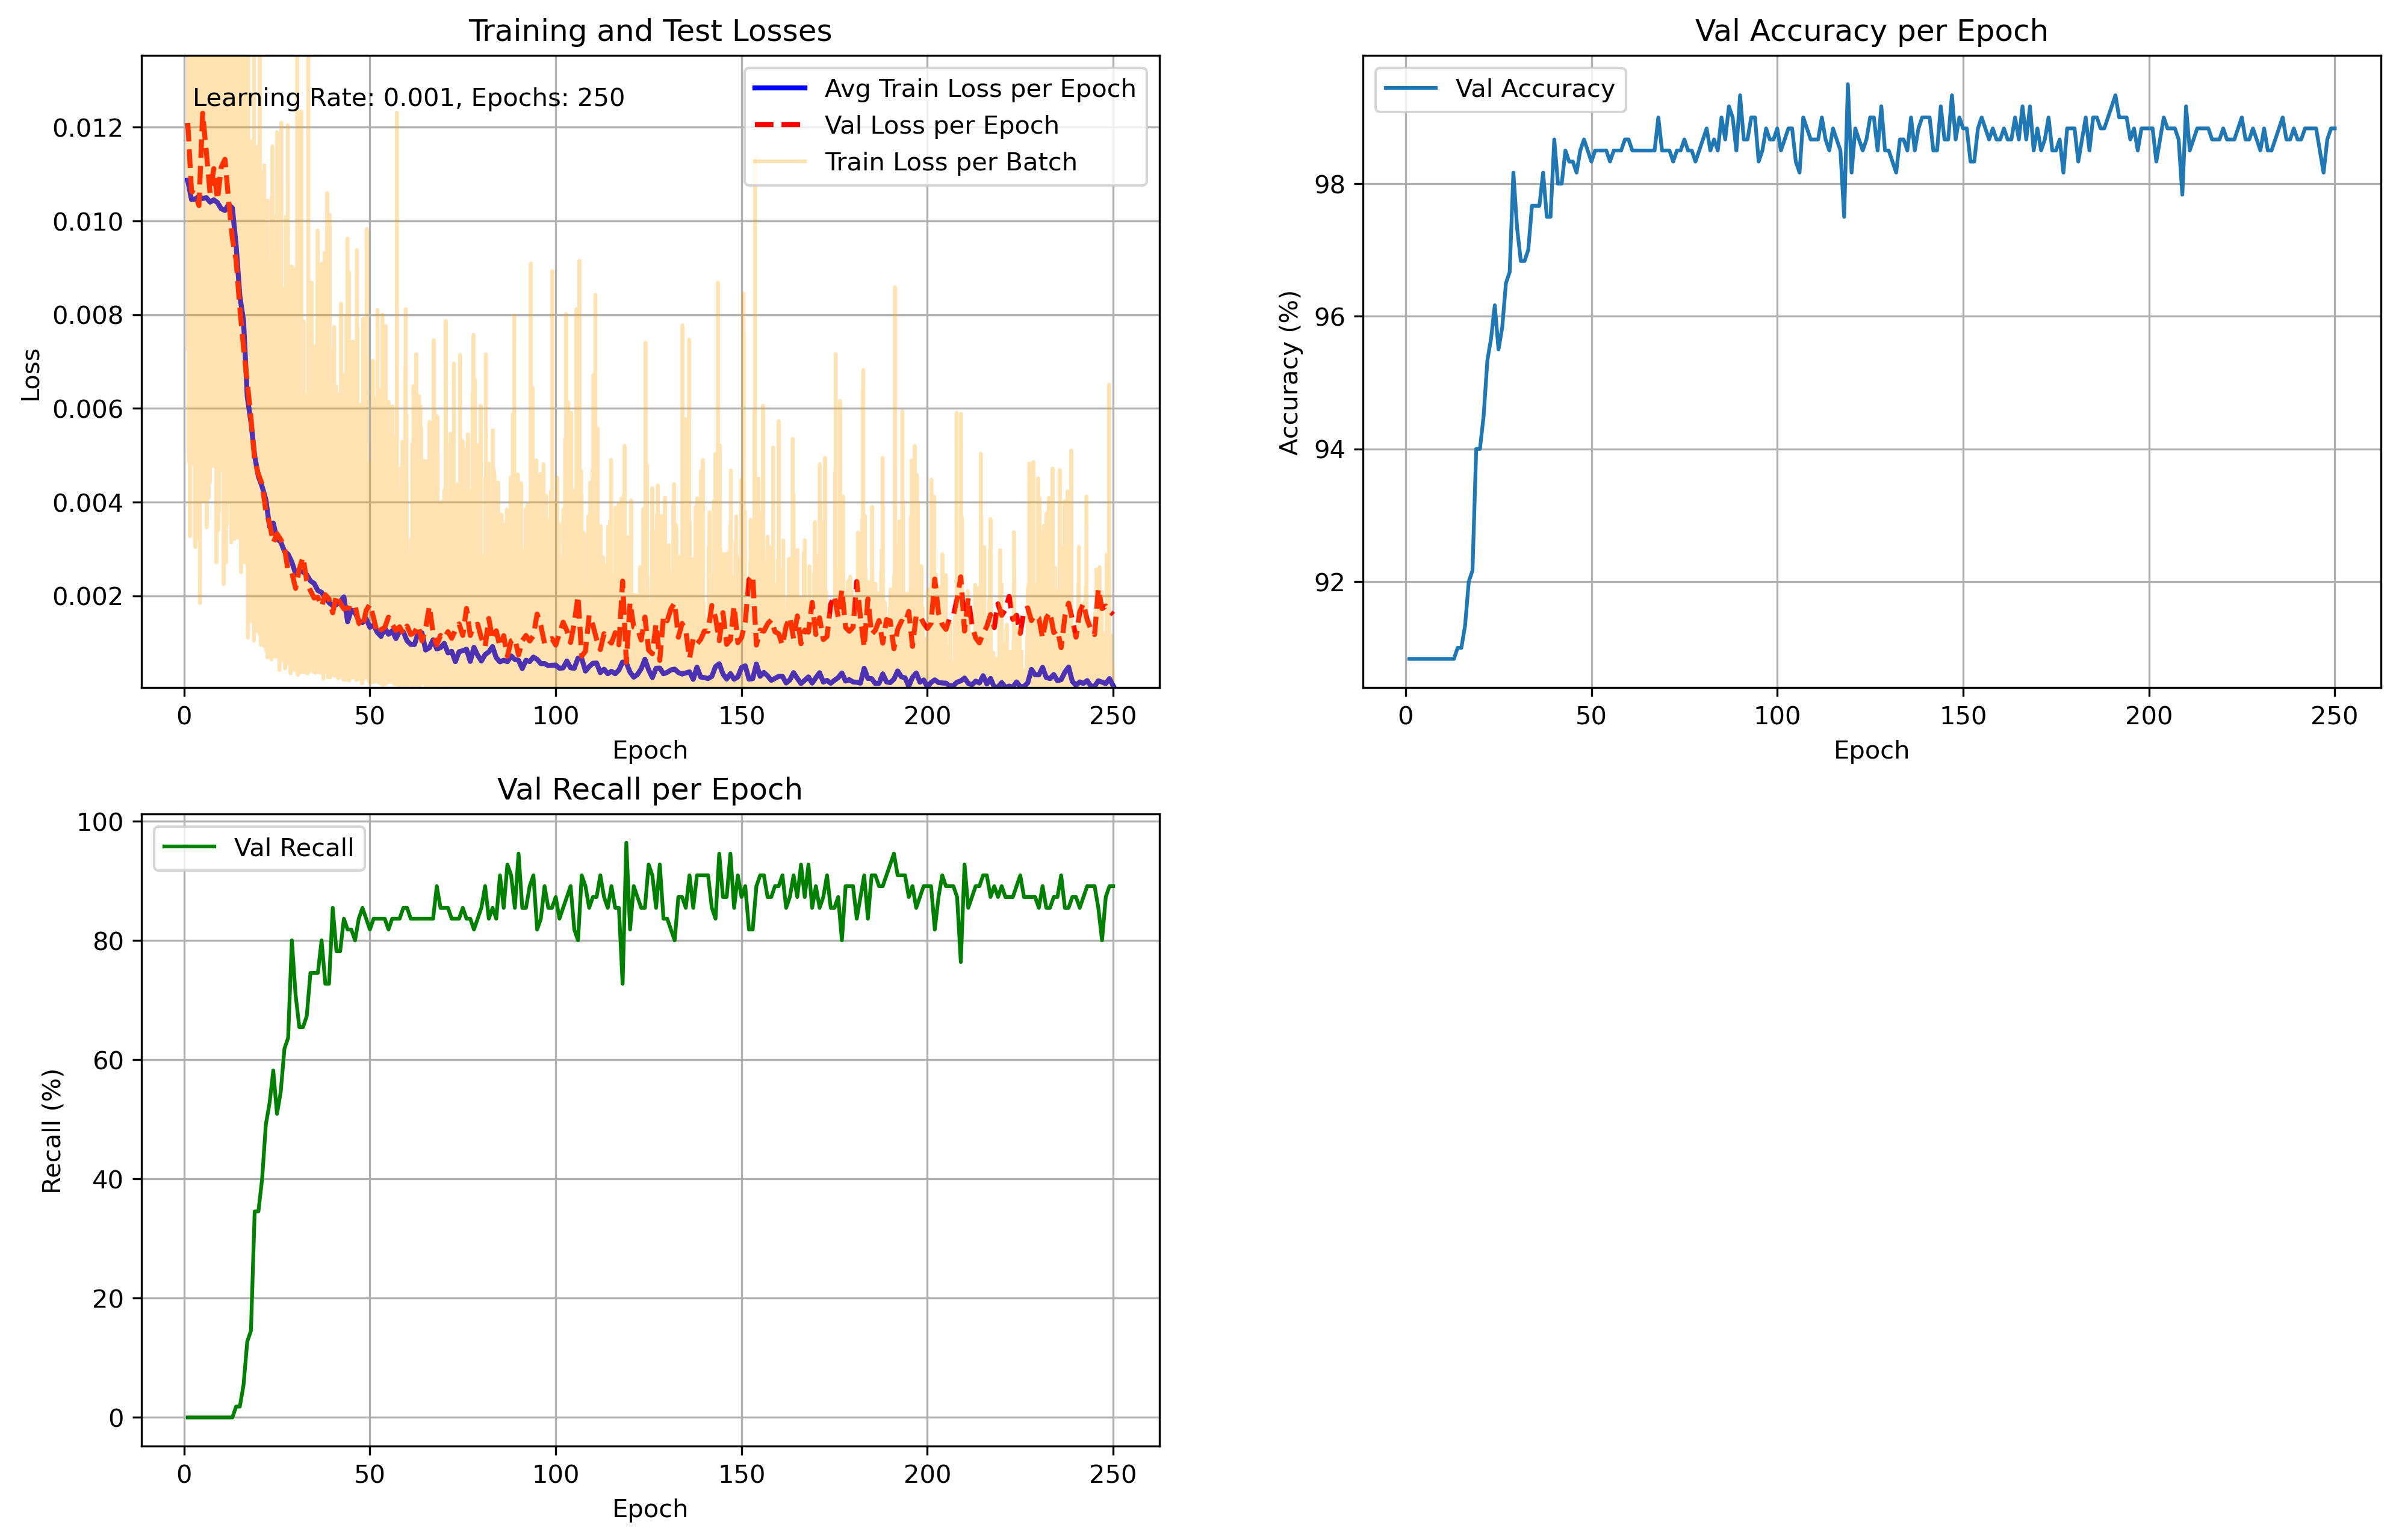 Training and Test Losses
Learning Rate: 0.001, Epochs: 250
Avg Train Loss per Epoch
Val Loss per Epoch
Train Loss per Batch
0.012
0.010
0.008
0.006
0.004
0.002
Loss
0 50 100 150 200 250
Epoch
Val Accuracy per Epoch
Val Accuracy
98
96
94
92
Accuracy (%)
0 50 100 150 200 250
Epoch
Val Recall per Epoch
Val Recall
100
80
60
40
20
0
Recall (%)
0 50 100 150 200 250
Epoch